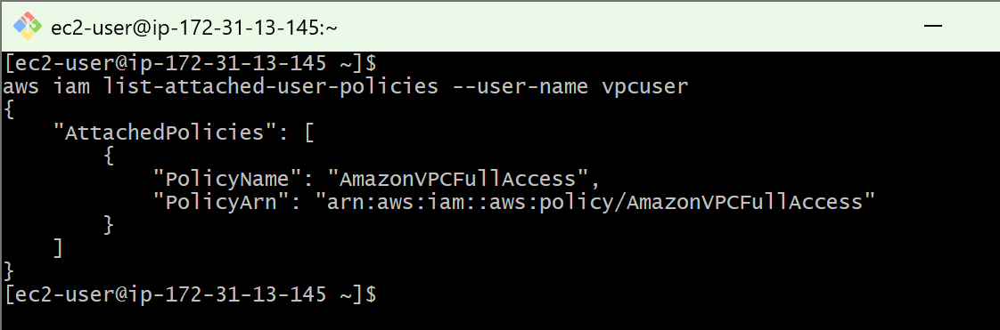 ec2-user@ip-172-31-13-145:~
[ec2-user@ip-172-31-13-145 ~]$
aws iam list-attached-user-policies --user-name vpcuser
{
    "AttachedPolicies": [
        {
            "PolicyName": "AmazonVPCFullAccess",
            "PolicyArn": "arn:aws:iam::aws:policy/AmazonVPCFullAccess"
        }
    ]
}
[ec2-user@ip-172-31-13-145 ~]$